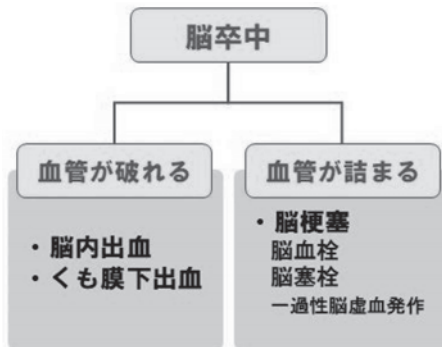 脳卒中
血管が破れる
・脳内出血
・くも膜下出血
血管が詰まる
・脳梗塞
脳血栓
脳塞栓
一過性脳虚血発作